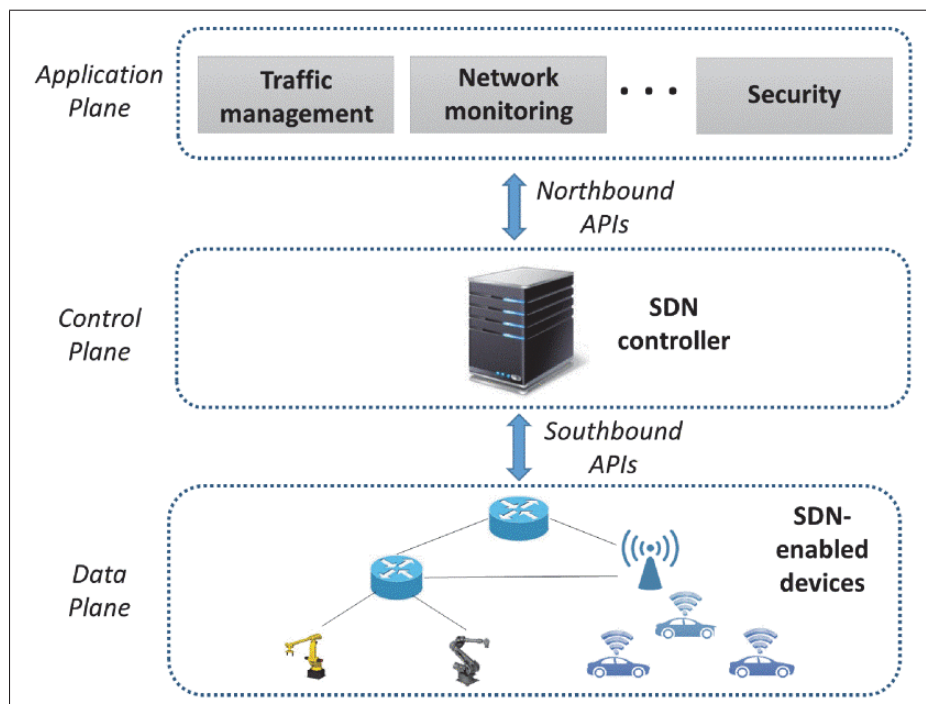 Application
Plane
Traffic
management
Network
monitoring
• • •
Security
Northbound
APIs
Control
Plane
SDN
controller
Southbound
APIs
Data
Plane
SDN-
enabled
devices